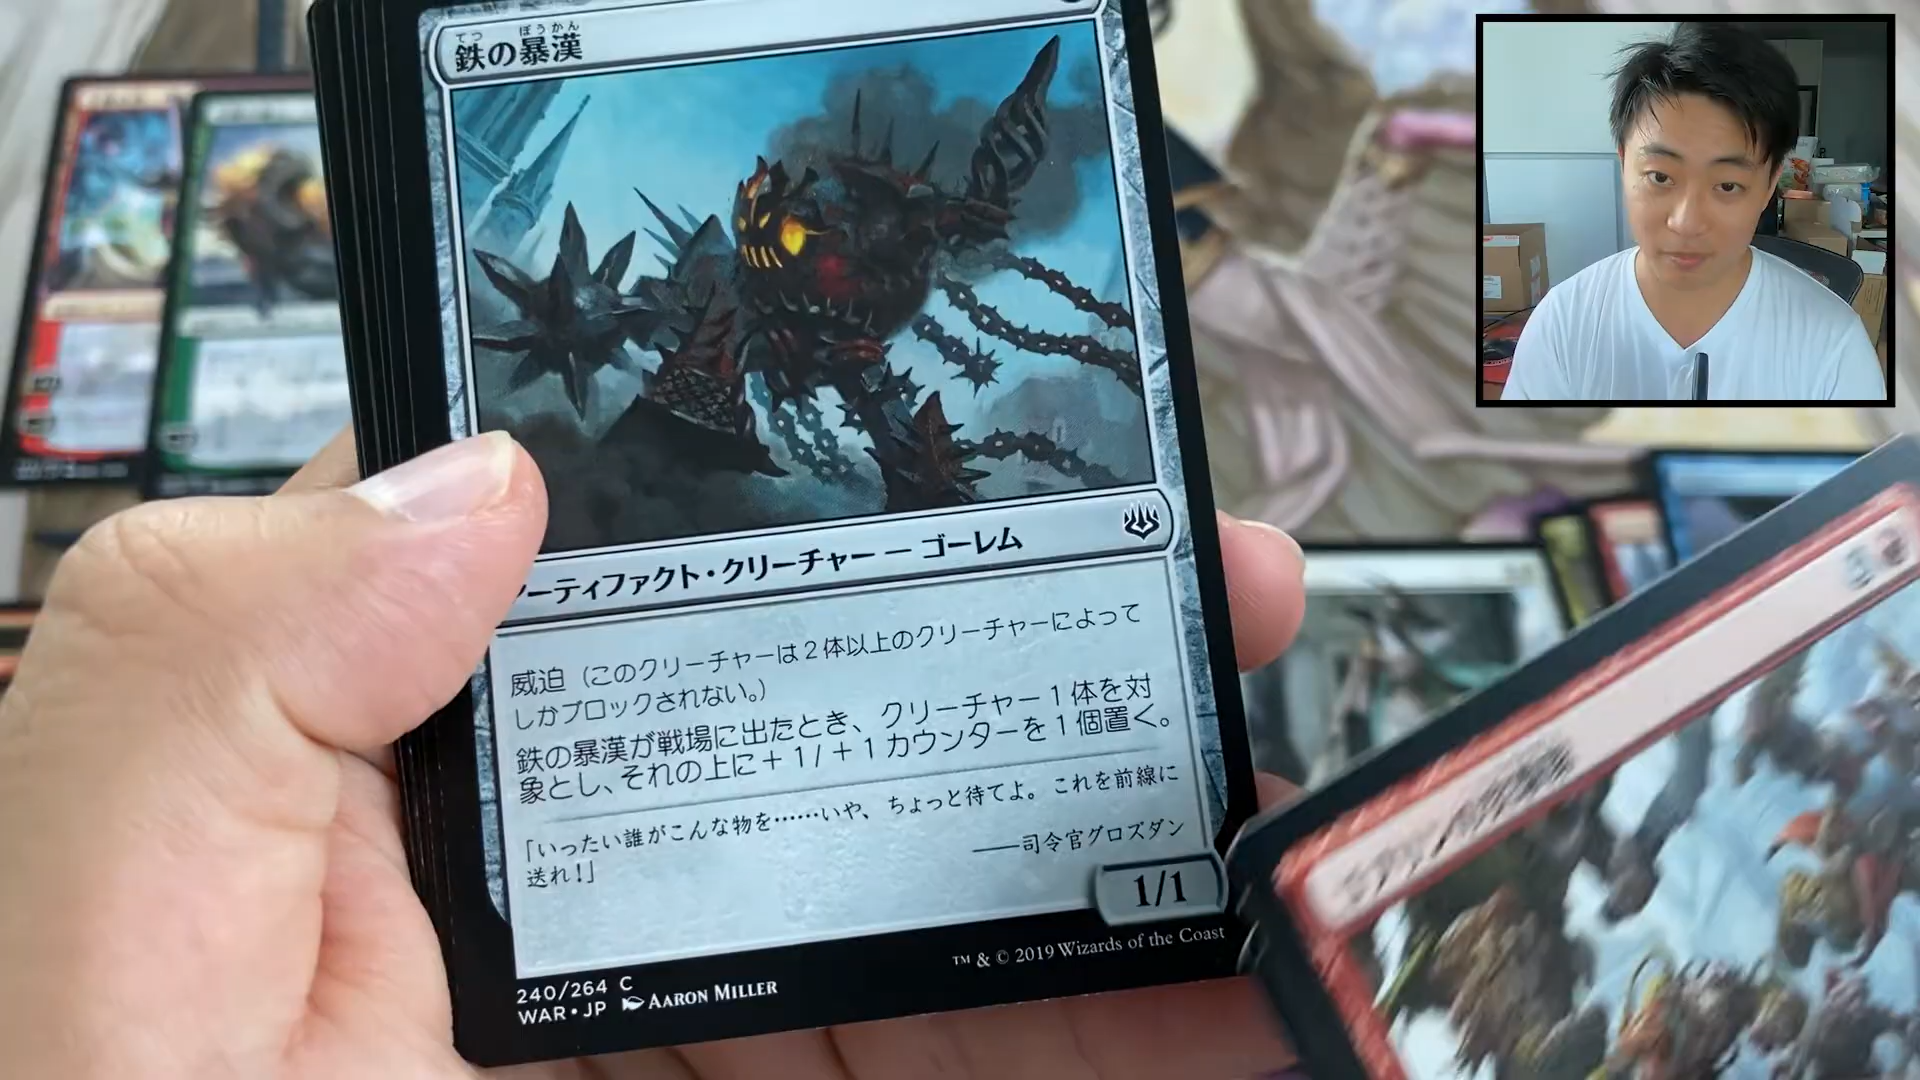 鉄の暴漢
てつ ぼうかん
ーティファクト・クリーチャー — ゴーレム
威迫（このクリーチャーは２体以上のクリーチャーによって
しかブロックされない。）
鉄の暴漢が戦場に出たとき、クリーチャー１体を対
象とし、それの上に＋１/＋１カウンターを１個置く。
「いったい誰がこんな物を……いや、ちょっと待てよ。これを前線に
送れ！」
――司令官グロズダン
1/1
240/264 C
WAR • JP AARON MILLER
™ & © 2019 Wizards of the Coast